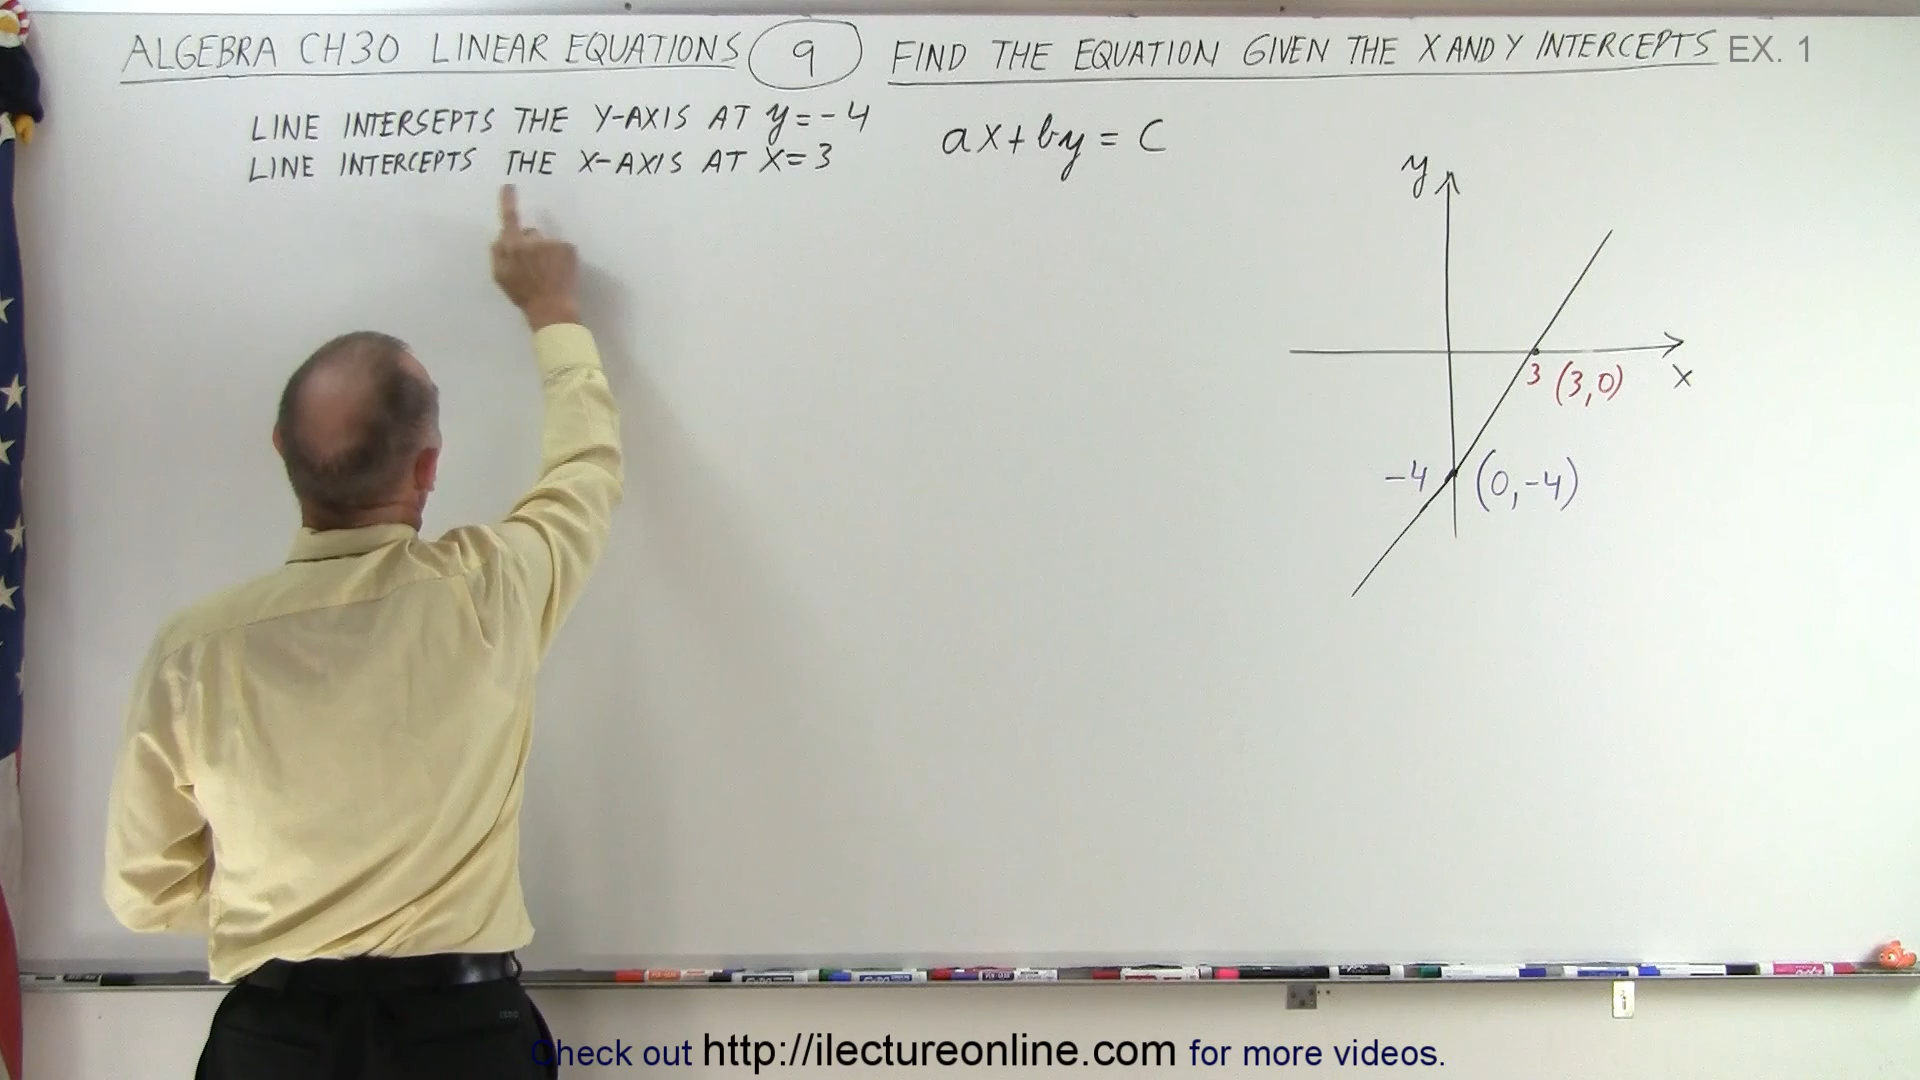 ALGEBRA CH30 LINEAR EQUATIONS 9 FIND THE EQUATION GIVEN THE X AND Y INTERCEPTS EX. 1
LINE INTERSEPTS THE Y-AXIS AT y=-4
LINE INTERCEPTS THE X-AXIS AT X=3
ax+by=C
y
3 (3,0)
x
-4 (0,-4)
Check out http://ilectureonline.com for more videos.